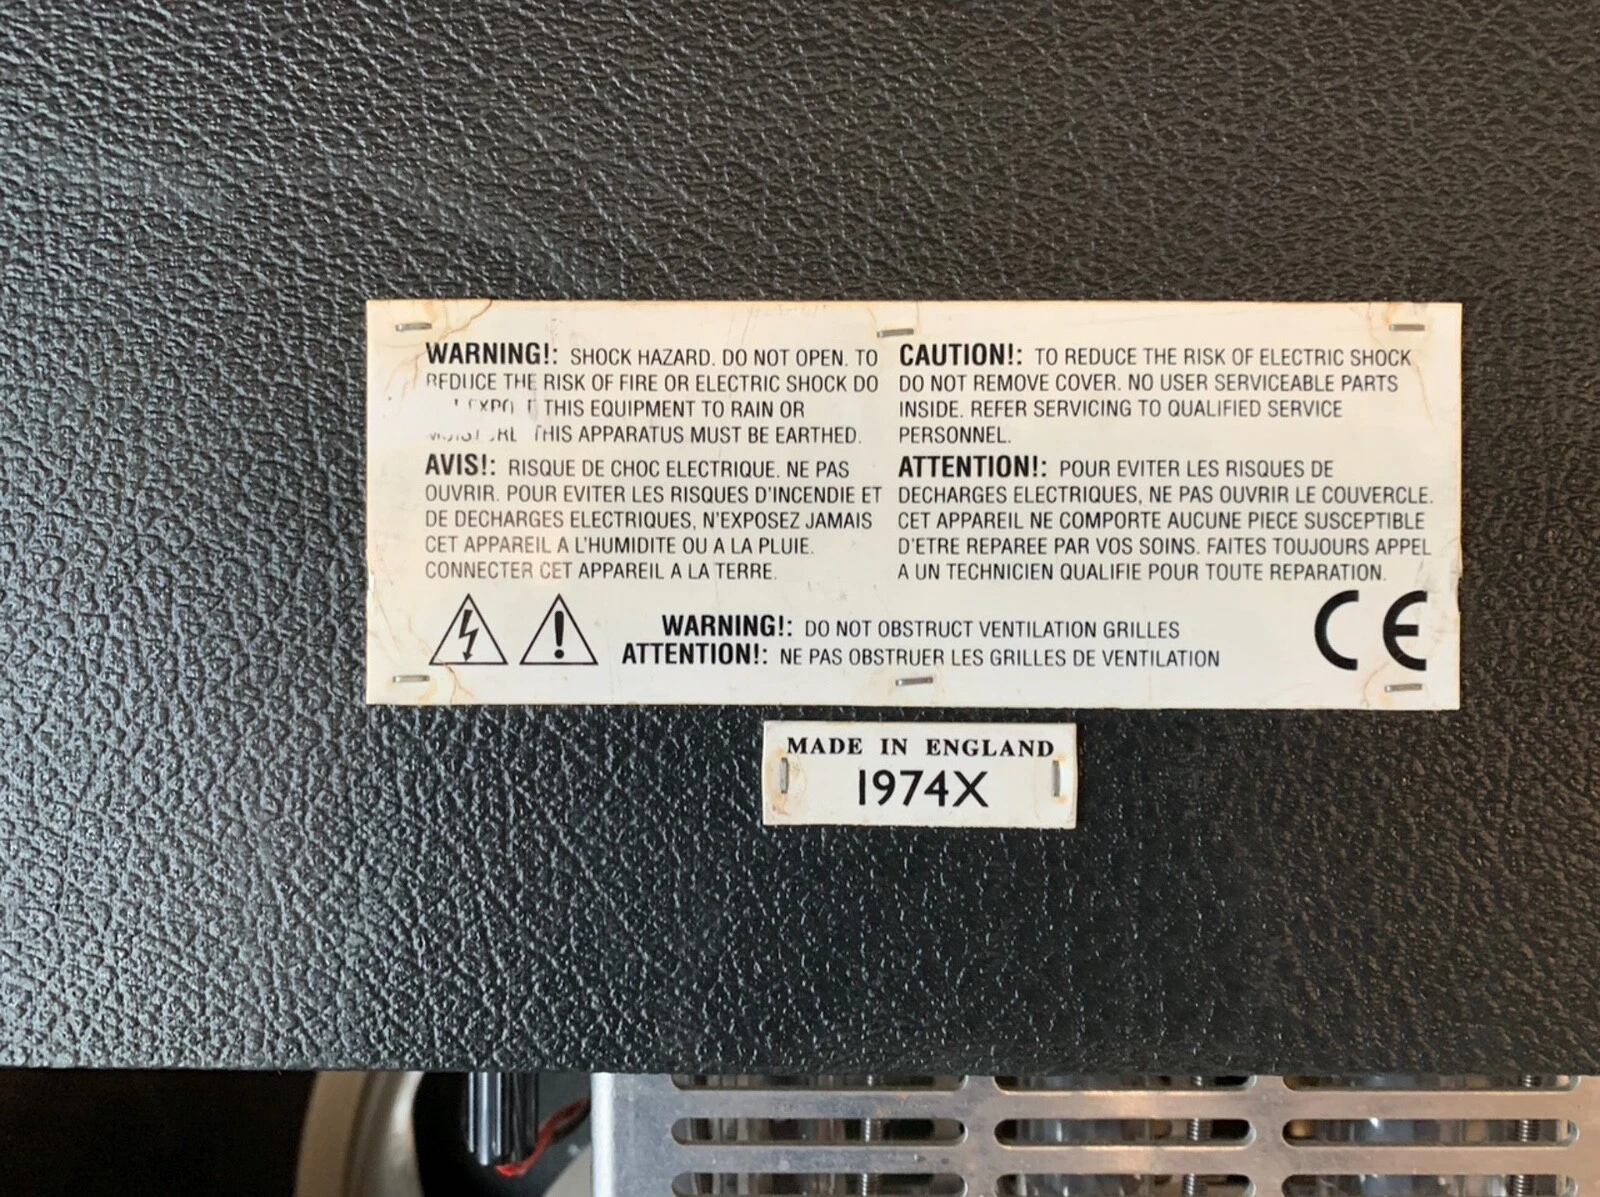 WARNING!: SHOCK HAZARD. DO NOT OPEN. TO
REDUCE THE RISK OF FIRE OR ELECTRIC SHOCK DO
THIS EQUIPMENT TO RAIN OR
THIS APPARATUS MUST BE EARTHED.
AVIS!: RISQUE DE CHOC ELECTRIQUE. NE PAS
OUVRIR. POUR EVITER LES RISQUES D'INCENDIE ET
DE DECHARGES ELECTRIQUES, N'EXPOSEZ JAMAIS
CET APPAREIL A L'HUMIDITE OU A LA PLUIE.
CONNECTER CET APPAREIL A LA TERRE.
CAUTION!: TO REDUCE THE RISK OF ELECTRIC SHOCK
DO NOT REMOVE COVER. NO USER SERVICEABLE PARTS
INSIDE. REFER SERVICING TO QUALIFIED SERVICE
PERSONNEL.
ATTENTION!: POUR EVITER LES RISQUES DE
DECHARGES ELECTRIQUES, NE PAS OUVRIR LE COUVERCLE.
CET APPAREIL NE COMPORTE AUCUNE PIECE SUSCEPTIBLE
D'ETRE REPAREE PAR VOS SOINS. FAITES TOUJOURS APPEL
A UN TECHNICIEN QUALIFIE POUR TOUTE REPARATION.
WARNING!: DO NOT OBSTRUCT VENTILATION GRILLES
ATTENTION!: NE PAS OBSTRUER LES GRILLES DE VENTILATION
CE
MADE IN ENGLAND
1974X